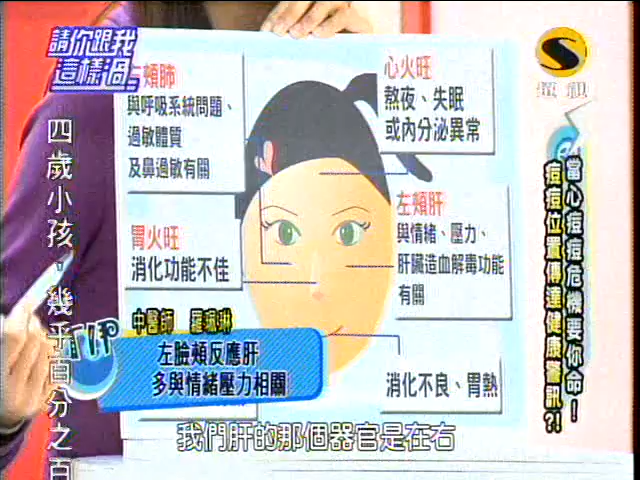 請你跟我
這樣過
右頰肺
與呼吸系統問題、
過敏體質
及鼻過敏有關
心火旺
熬夜、失眠
或內分泌異常
左頰肝
與情緒、壓力、
肝臟造血解毒功能
有關
胃火旺
消化功能不佳
消化不良、胃熱
當心痘痘危機要你命！
痘痘位置傳達健康警訊?!
四歲小孩，幾乎百分之百
TIP
中醫師
左臉頰反應肝
多與情緒壓力相關
我們肝的那個器官是在右